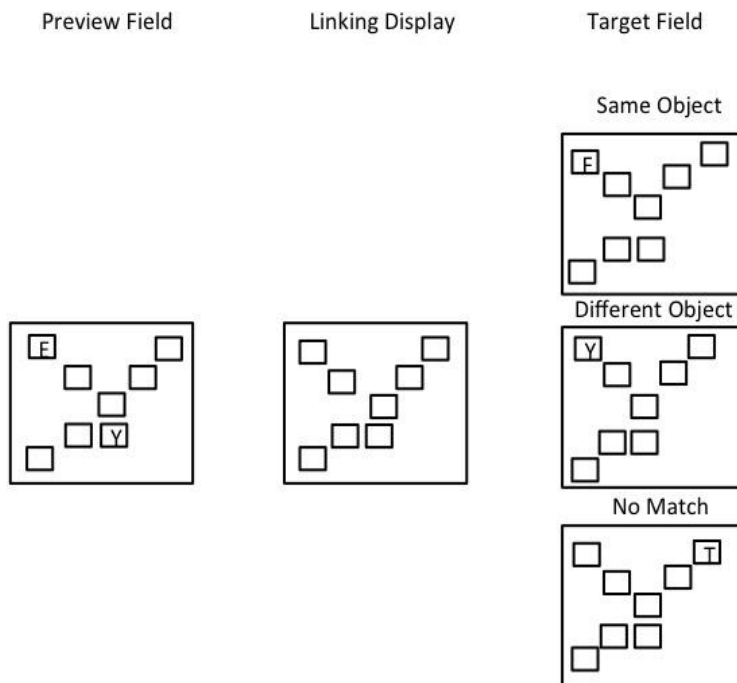 Preview Field
Linking Display
Target Field
Same Object
F
F
Y
Different Object
Y
No Match
T